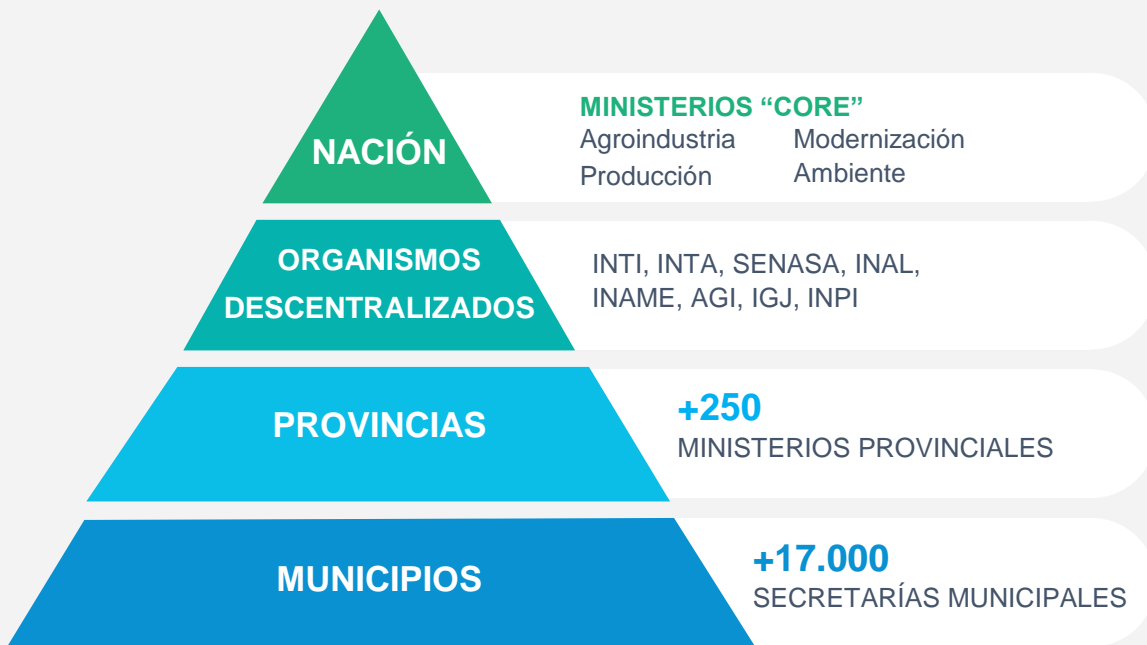 NACIÓN
MINISTERIOS “CORE”
Agroindustria Modernización
Producción Ambiente
ORGANISMOS
DESCENTRALIZADOS
INTI, INTA, SENASA, INAL,
INAME, AGI, IGJ, INPI
PROVINCIAS
+250
MINISTERIOS PROVINCIALES
MUNICIPIOS
+17.000
SECRETARÍAS MUNICIPALES